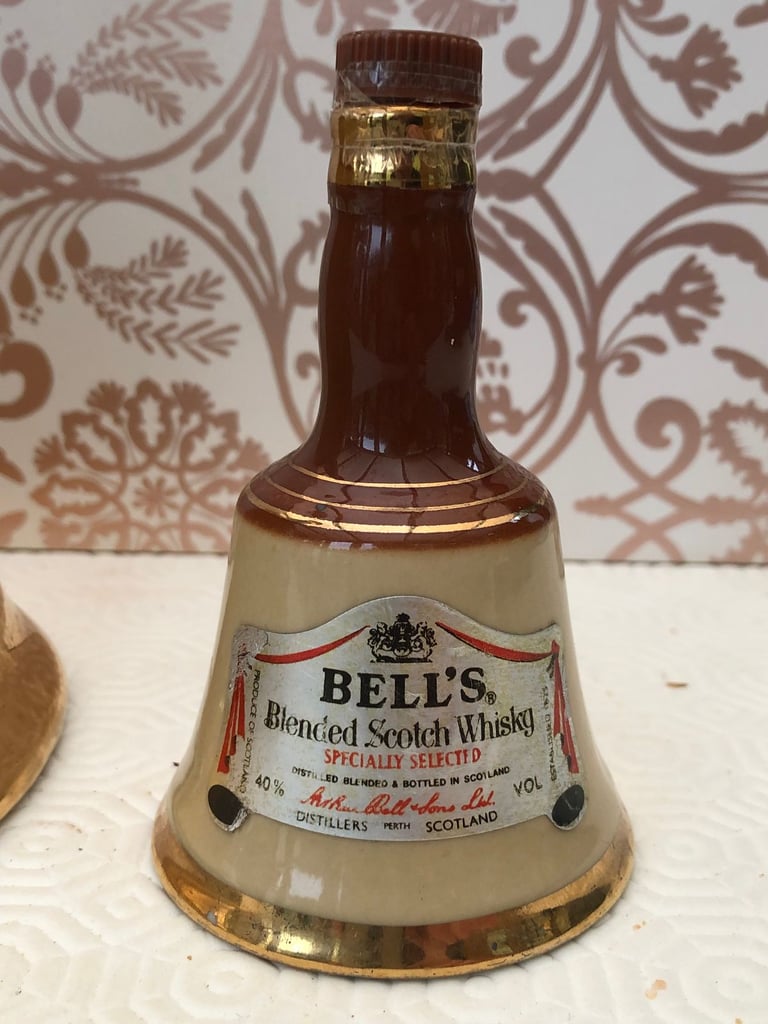 BELL'S®
Blended Scotch Whisky
SPECIALLY SELECTED
DISTILLED BLENDED & BOTTLED IN SCOTLAND
40% VOL
Arthur Bell & Sons Ltd.
DISTILLERS PERTH SCOTLAND
PRODUCE OF SCOTLAND
ESTABLISHED 1825